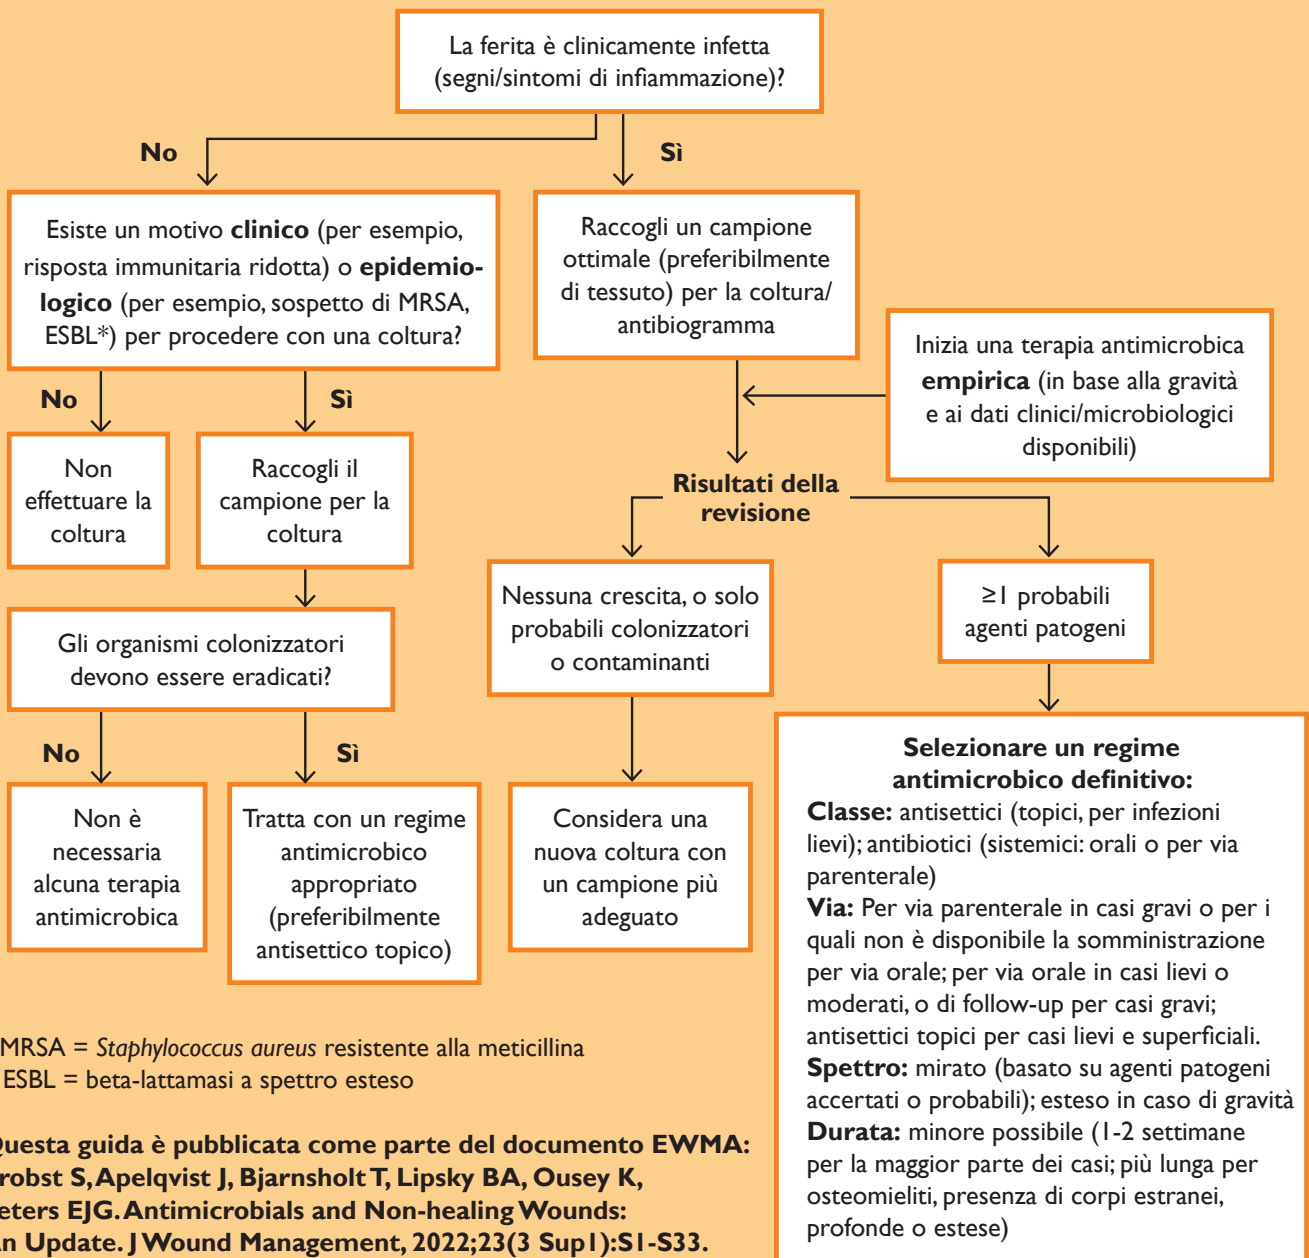 La ferita è clinicamente infetta
(segni/sintomi di infiammazione)?
No
Sì
Esiste un motivo clinico (per esempio,
risposta immunitaria ridotta) o epidemio-
logico (per esempio, sospetto di MRSA,
ESBL*) per procedere con una coltura?
Raccogli un campione
ottimale (preferibilmente
di tessuto) per la coltura/
antibiogramma
Inizia una terapia antimicrobica
empirica (in base alla gravità
e ai dati clinici/microbiologici
disponibili)
No
Sì
Non
effettuare la
coltura
Raccogli il
campione per la
coltura
Risultati della
revisione
Nessuna crescita, o solo
probabili colonizzatori
o contaminanti
≥1 probabili
agenti patogeni
Gli organismi colonizzatori
devono essere eradicati?
No
Sì
Non è
necessaria
alcuna terapia
antimicrobica
Tratta con un regime
antimicrobico
appropriato
(preferibilmente
antisettico topico)
Considera una
nuova coltura con
un campione più
adeguato
Selezionare un regime
antimicrobico definitivo:
Classe: antisettici (topici, per infezioni
lievi); antibiotici (sistemici: orali o per via
parenterale)
Via: Per via parenterale in casi gravi o per i
quali non è disponibile la somministrazione
per via orale; per via orale in casi lievi o
moderati, o di follow-up per casi gravi;
antisettici topici per casi lievi e superficiali.
Spettro: mirato (basato su agenti patogeni
accertati o probabili); esteso in caso di gravità
Durata: minore possibile (1-2 settimane
per la maggior parte dei casi; più lunga per
osteomieliti, presenza di corpi estranei,
profonde o estese)
MRSA = Staphylococcus aureus resistente alla meticillina
ESBL = beta-lattamasi a spettro esteso
uesta guida è pubblicata come parte del documento EWMA:
robst S, Apelqvist J, Bjarnsholt T, Lipsky BA, Ousey K,
eters EJG. Antimicrobials and Non-healing Wounds:
n Update. J Wound Management, 2022;23(3 Sup1):S1-S33.